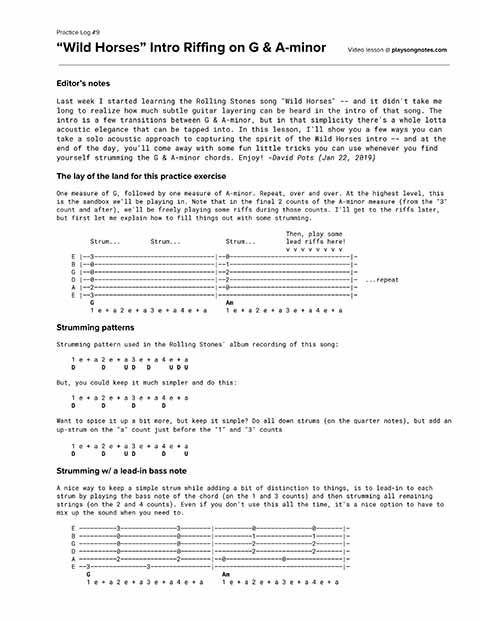 Practice Log #9
“Wild Horses” Intro Riffing on G & A-minor
Video lesson @ playsongnotes.com
Editor's notes
Last week I started learning the Rolling Stones song "Wild Horses" -- and it didn't take me
long to realize how much subtle guitar layering can be heard in the intro of that song. The
intro is a few transitions between G & A-minor, but in that simplicity there's a whole lotta
acoustic elegance that can be tapped into. In this lesson, I'll show you a few ways you can
take a solo acoustic approach to capturing the spirit of the Wild Horses intro -- and at the
end of the day, you'll come away with some fun little tricks you can use whenever you find
yourself strumming the G & A-minor chords. Enjoy! -David Pots (Jan 22, 2019)
The lay of the land for this practice exercise
One measure of G, followed by one measure of A-minor. Repeat, over and over. At the highest level, this
is the sandbox we'll be playing in. Note that in the final 2 counts of the A-minor measure (from the "3"
count and after), we'll be freely playing some riffs during those counts. I'll get to the riffs later,
but first let me explain how to fill things out with some strumming.
Then, play some
Strum... Strum... Strum... lead riffs here!
v v v v v v v v
E |--3--------------------------------|--0--------------------------------|-
B |--0--------------------------------|--1--------------------------------|-
G |--0--------------------------------|--2--------------------------------|-
D |--0--------------------------------|--2--------------------------------|- ...repeat
A |--2--------------------------------|--0--------------------------------|-
E |--3--------------------------------|-----------------------------------|-
G Am
1 e + a 2 e + a 3 e + a 4 e + a 1 e + a 2 e + a 3 e + a 4 e + a
Strumming patterns
Strumming pattern used in the Rolling Stones' album recording of this song:
1 e + a 2 e + a 3 e + a 4 e + a
D D U D D U D U
But, you could keep it much simpler and do this:
1 e + a 2 e + a 3 e + a 4 e + a
D D D D
Want to spice it up a bit more, but keep it simple? Do all down strums (on the quarter notes), but add an
up-strum on the "a" count just before the "1" and "3" counts
1 e + a 2 e + a 3 e + a 4 e + a
D D U D D U
Strumming w/ a lead-in bass note
A nice way to keep a simple strum while adding a bit of distinction to things, is to lead-in to each
strum by playing the bass note of the chord (on the 1 and 3 counts) and then strumming all remaining
strings (on the 2 and 4 counts). Even if you don't use this all the time, it's a nice option to have to
mix up the sound when you need to.
E ----------3---------------3--------|-----------0---------------0-------|-
B ----------0---------------0--------|-----------1---------------1-------|-
G ----------0---------------0--------|-----------2---------------2-------|-
D ----------0---------------0--------|-----------2---------------2-------|-
A ----------2---------------2--------|--0---------------0----------------|-
E --3---------------3----------------|-----------------------------------|-
G Am
1 e + a 2 e + a 3 e + a 4 e + a 1 e + a 2 e + a 3 e + a 4 e + a